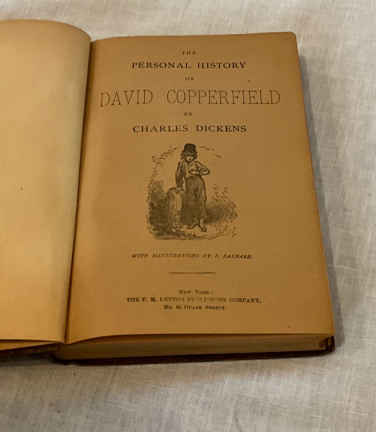 THE
PERSONAL HISTORY
OF
DAVID COPPERFIELD
BY
CHARLES DICKENS
WITH ILLUSTRATIONS BY F. BARNARD.
New York:
THE F. M. LUPTON PUBLISHING COMPANY,
Street.